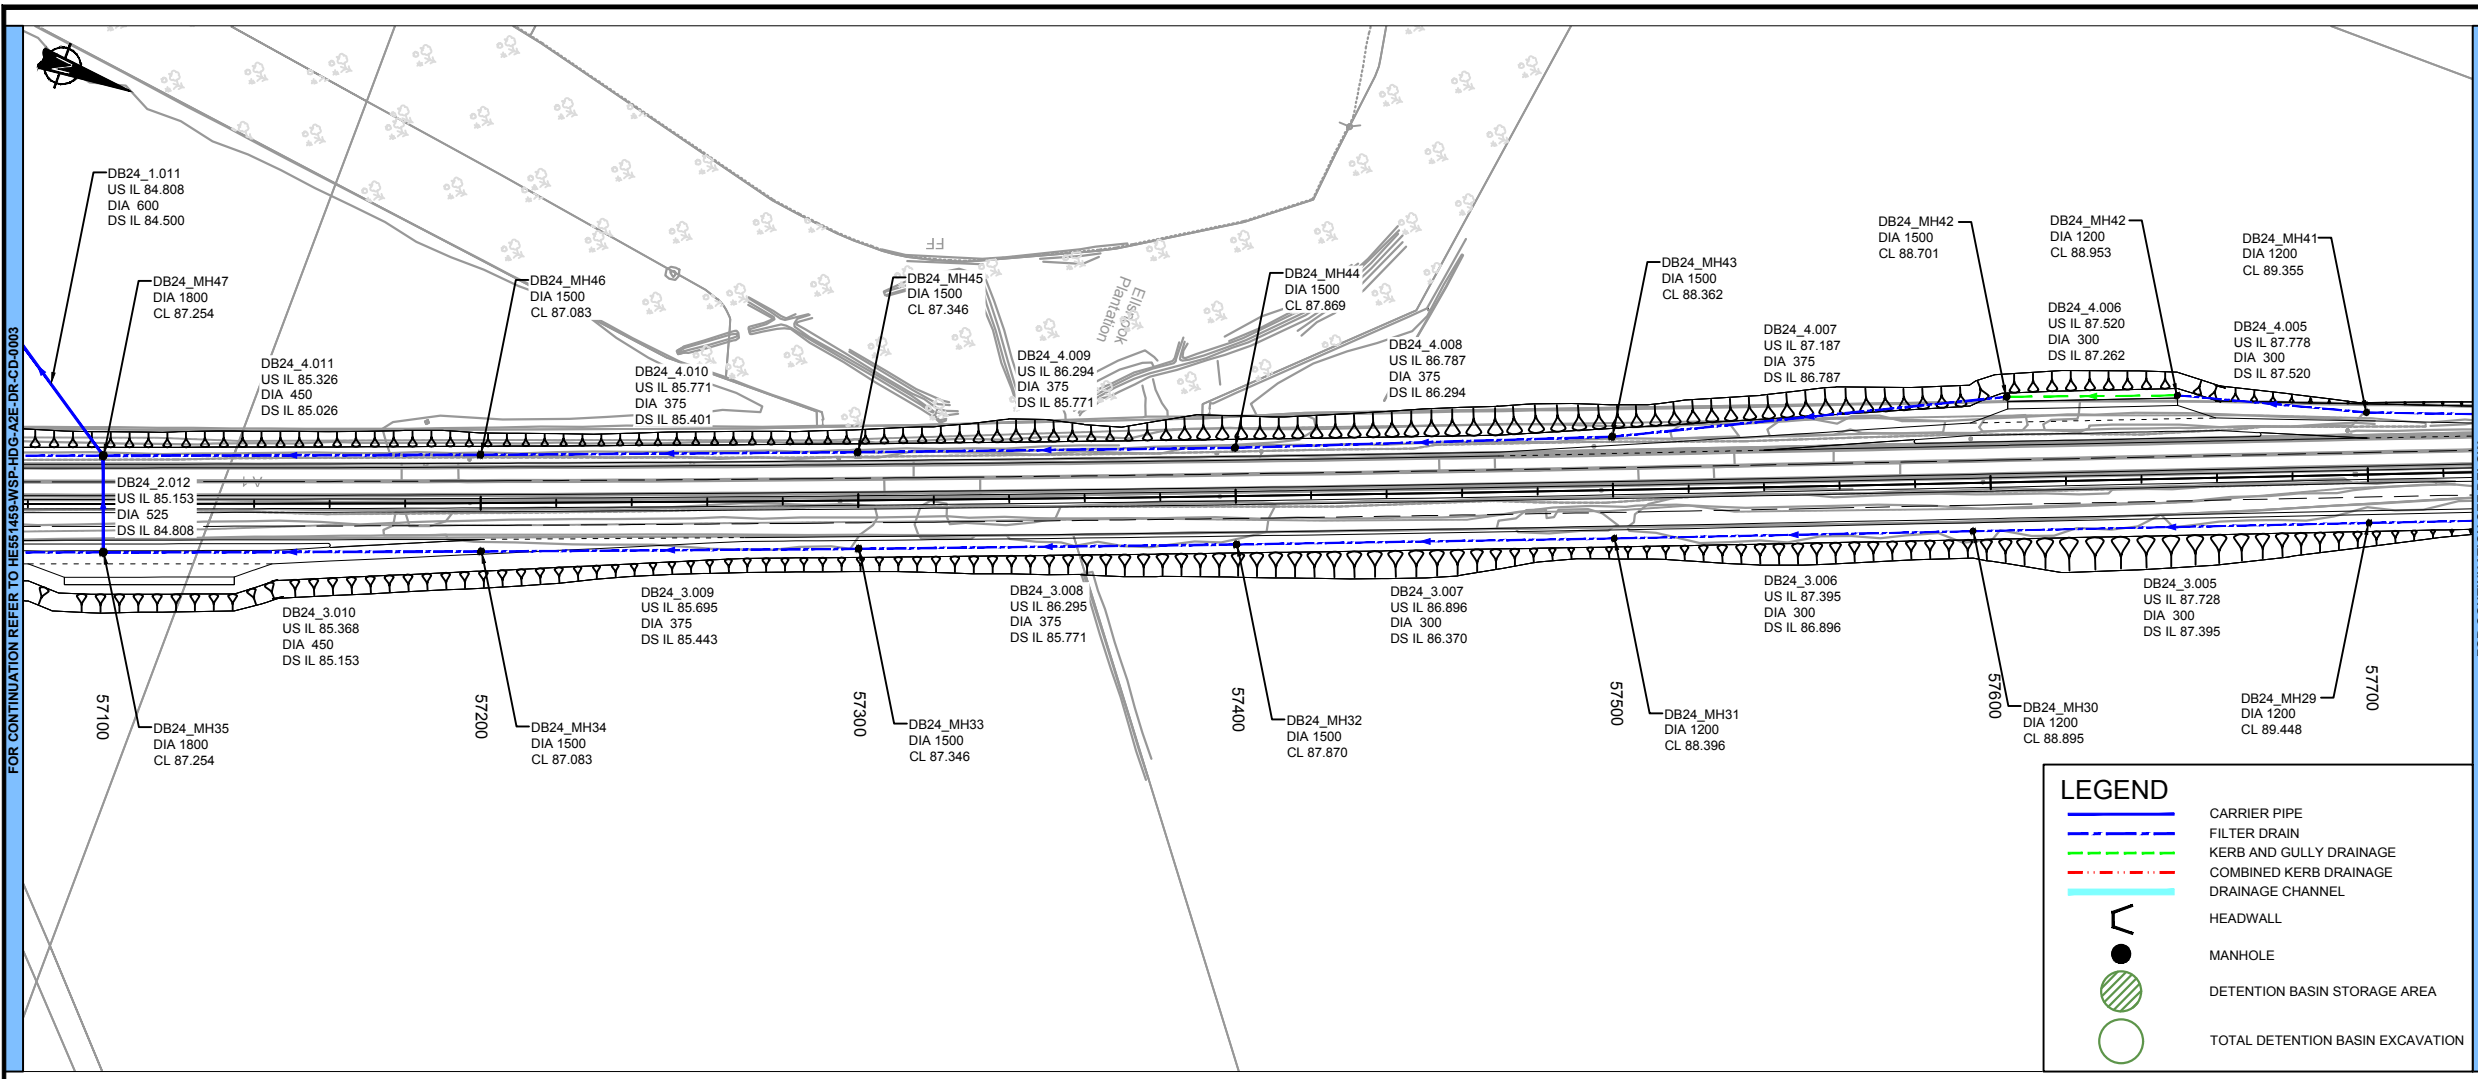 FOR CONTINUATION REFER TO HE551459-WSP-HDG-A2E-DR-CD-0003
DB24_1.011
US IL 84.808
DIA 600
DS IL 84.500
DB24_MH47
DIA 1800
CL 87.254
DB24_4.011
US IL 85.326
DIA 450
DS IL 85.026
DB24_MH46
DIA 1500
CL 87.083
DB24_4.010
US IL 85.771
DIA 375
DS IL 85.401
FF
DB24_MH45
DIA 1500
CL 87.346
DB24_4.009
US IL 86.294
DIA 375
DS IL 85.771
Ellsnook
Plantation
DB24_MH44
DIA 1500
CL 87.869
DB24_4.008
US IL 86.787
DIA 375
DS IL 86.294
DB24_MH43
DIA 1500
CL 88.362
DB24_4.007
US IL 87.187
DIA 375
DS IL 86.787
DB24_MH42
DIA 1500
CL 88.701
DB24_MH42
DIA 1200
CL 88.953
DB24_4.006
US IL 87.520
DIA 300
DS IL 87.262
DB24_MH41
DIA 1200
CL 89.355
DB24_4.005
US IL 87.778
DIA 300
DS IL 87.520
DB24_2.012
US IL 85.153
DIA 525
DS IL 84.808
A1
DB24_3.010
US IL 85.368
DIA 450
DS IL 85.153
DB24_3.009
US IL 85.695
DIA 375
DS IL 85.443
DB24_3.008
US IL 86.295
DIA 375
DS IL 85.771
DB24_3.007
US IL 86.896
DIA 300
DS IL 86.370
DB24_3.006
US IL 87.395
DIA 300
DS IL 86.896
DB24_3.005
US IL 87.728
DIA 300
DS IL 87.395
57100
57200
57300
57400
57500
57600
57700
DB24_MH35
DIA 1800
CL 87.254
DB24_MH34
DIA 1500
CL 87.083
DB24_MH33
DIA 1500
CL 87.346
DB24_MH32
DIA 1500
CL 87.870
DB24_MH31
DIA 1200
CL 88.396
DB24_MH30
DIA 1200
CL 88.895
DB24_MH29
DIA 1200
CL 89.448
LEGEND
CARRIER PIPE
FILTER DRAIN
KERB AND GULLY DRAINAGE
COMBINED KERB DRAINAGE
DRAINAGE CHANNEL
HEADWALL
MANHOLE
DETENTION BASIN STORAGE AREA
TOTAL DETENTION BASIN EXCAVATION